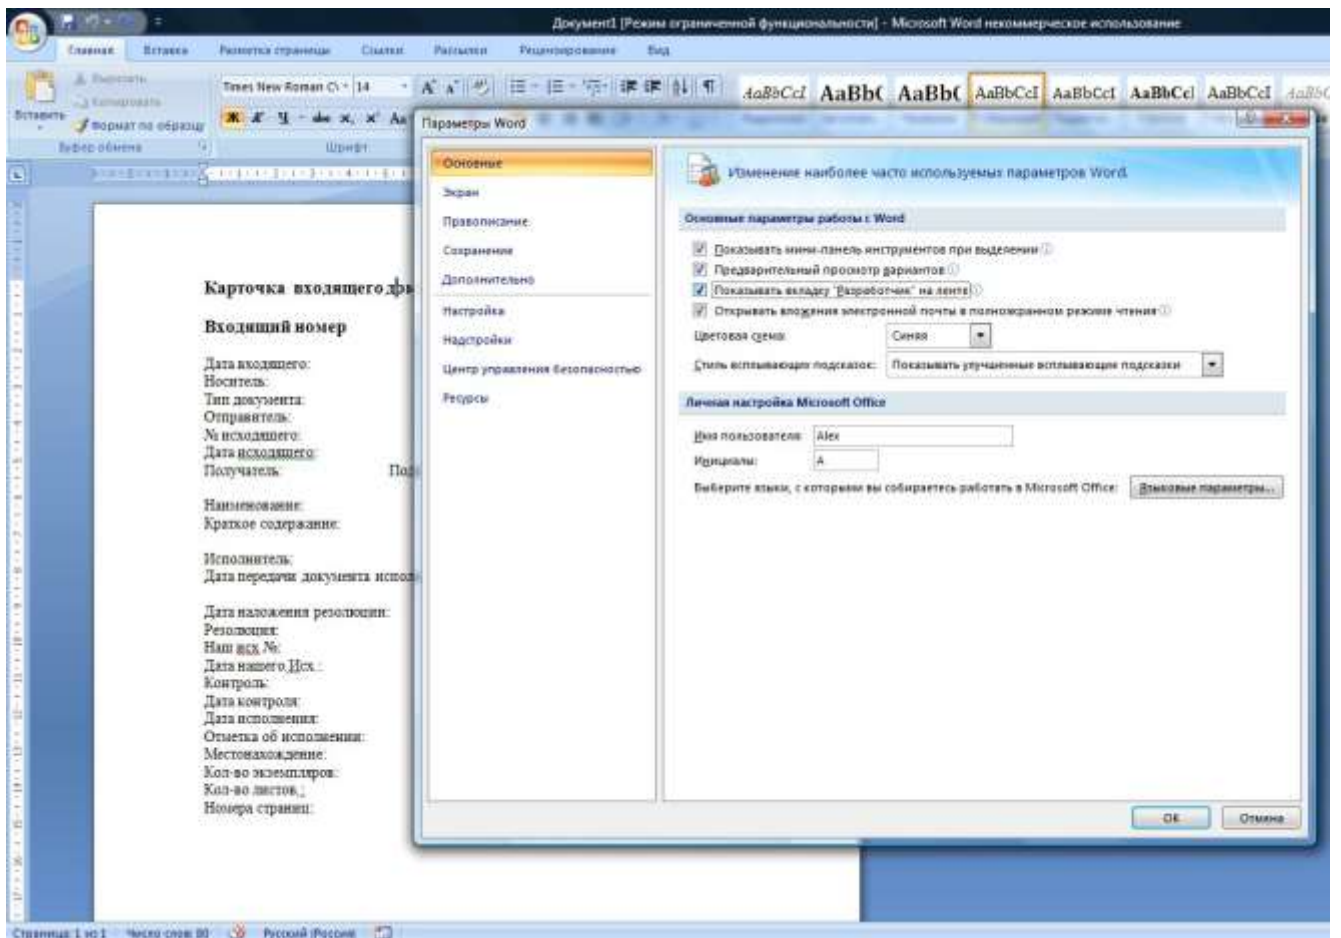 Документ1 [Режим ограниченной функциональности] - Microsoft Word некоммерческое использование
Главная Вставка Разметка страницы Ссылки Рассылки Рецензирование Вид
Вырезать
Копировать
Вставить
Формат по образцу
Буфер обмена
Times New Roman 14
Ж К Ч abc x, x² Aa
Шрифт
AaBbCcI AaBbC AaBbC AaBbCcI AaBbCcI AaBbCcI AaBbCcI
Карточка входящего
Входящий номер
Дата входящего:
Носитель:
Тип документа:
Отправитель:
№ исходящего:
Дата исходящего:
Получатель:
Наименование:
Краткое содержание:
Исполнитель:
Дата передачи документа
Дата наложения резолюции:
Резолюция:
Наш исх №:
Дата нашего Исх.:
Контроль:
Дата контроля:
Дата исполнения:
Отметка об исполнении:
Местонахождение:
Кол-во экземпляров:
Кол-во листов.:
Номера страниц:
Параметры Word
Основные
Экран
Правописание
Сохранение
Дополнительно
Настройка
Надстройки
Центр управления безопасностью
Ресурсы
Изменение наиболее часто используемых параметров Word.
Основные параметры работы с Word
Показывать мини-панель инструментов при выделении
Предварительный просмотр вариантов
Показывать вкладку "Разработчик" на ленте
Открывать вложения электронной почты в полноэкранном режиме чтения
Цветовая схема: Синяя
Стиль всплывающих подсказок: Показывать улучшенные всплывающие подсказки
Личная настройка Microsoft Office
Имя пользователя: Alex
Инициалы: A
Выберите языки, с которыми вы собираетесь работать в Microsoft Office: Языковые параметры...
ОК Отмена
Страница: 1 из 1 Число слов: 80 Русский (Россия)